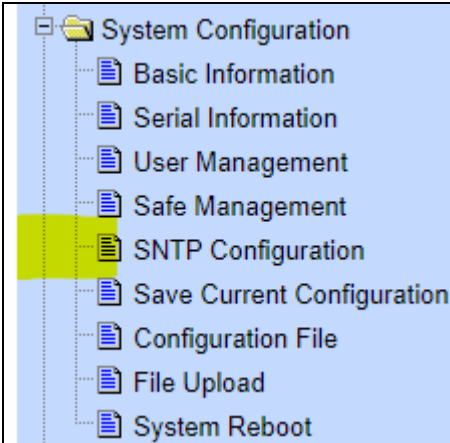 System Configuration
Basic Information
Serial Information
User Management
Safe Management
SNTP Configuration
Save Current Configuration
Configuration File
File Upload
System Reboot